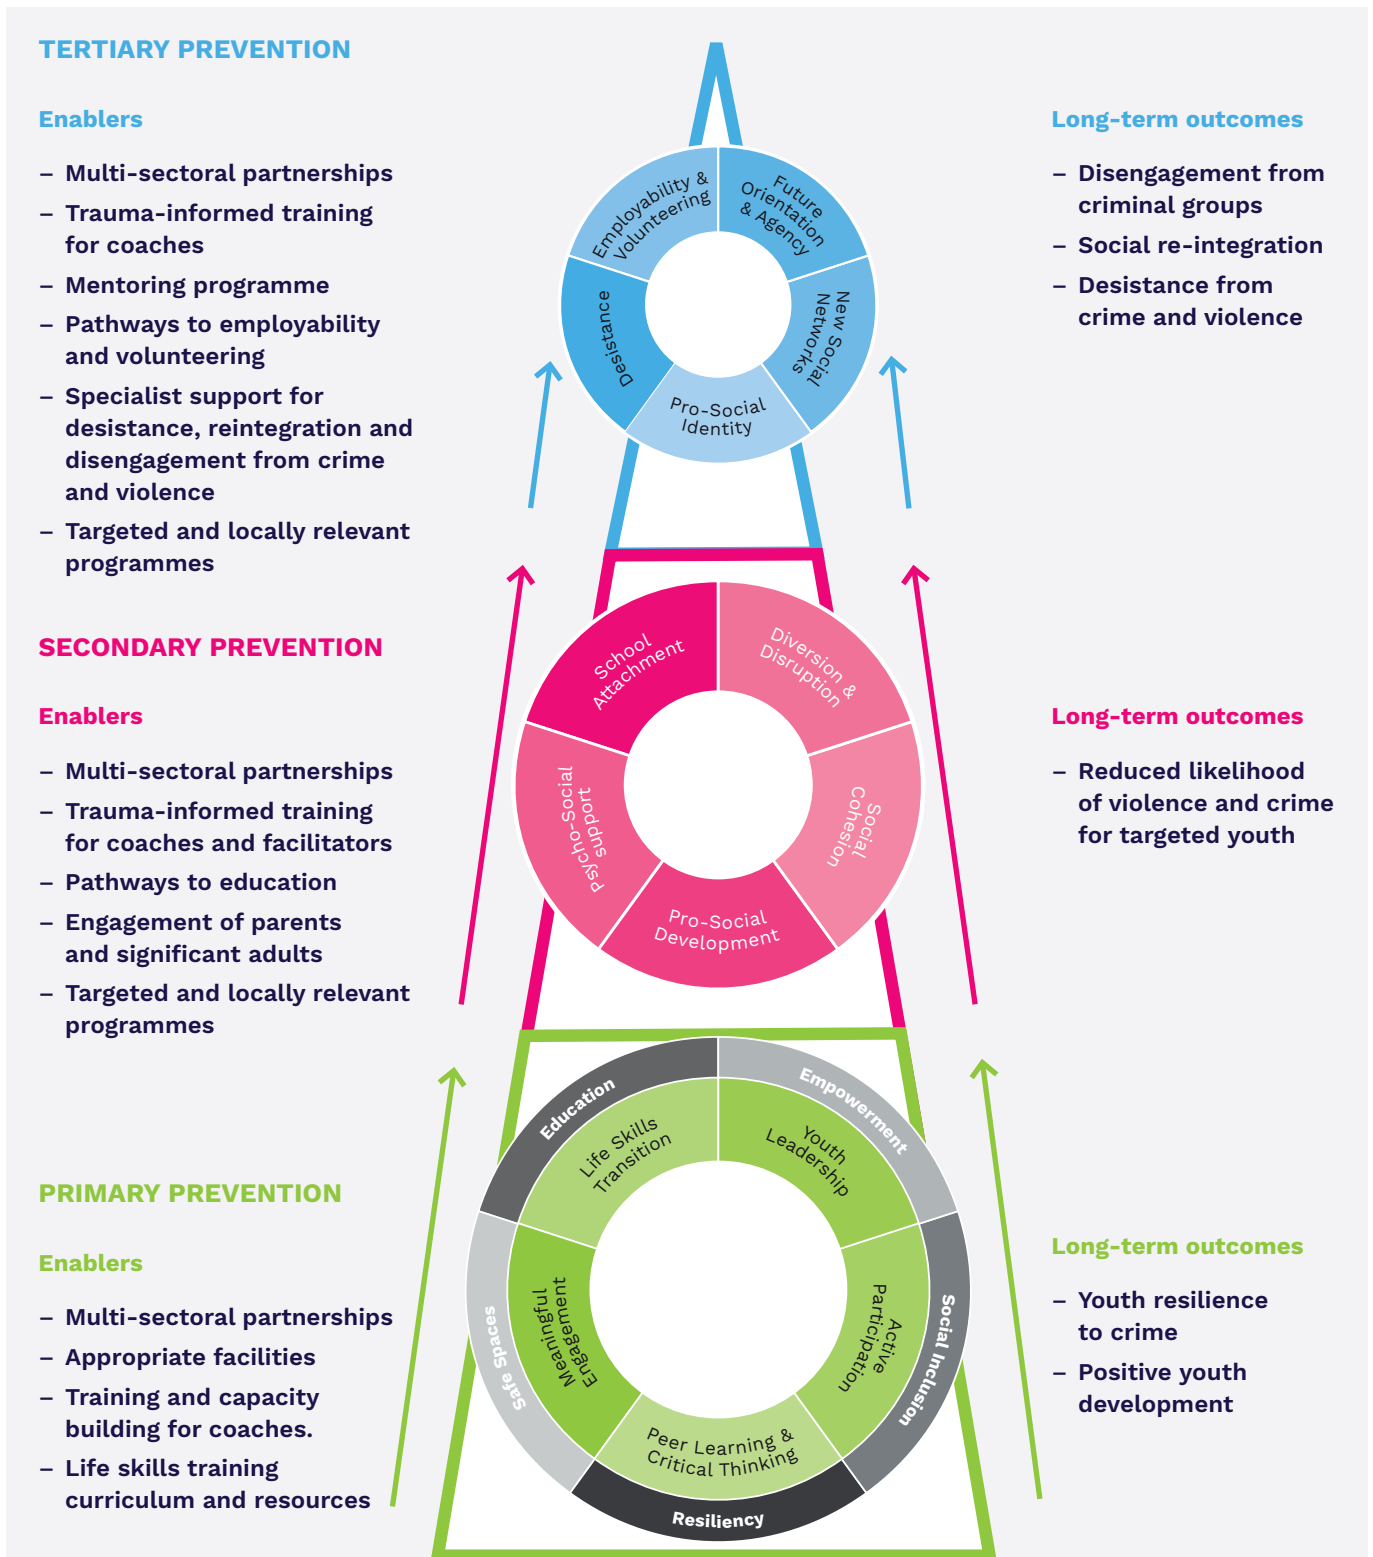 TERTIARY PREVENTION
Enablers
– Multi-sectoral partnerships
– Trauma-informed training
for coaches
– Mentoring programme
– Pathways to employability
and volunteering
– Specialist support for
desistance, reintegration and
disengagement from crime
and violence
– Targeted and locally relevant
programmes
Employability &
Volunteering
Future
Orientation
& Agency
New Social
Networks
Pro-Social
Identity
Desistance
Long-term outcomes
– Disengagement from
criminal groups
– Social re-integration
– Desistance from
crime and violence
SECONDARY PREVENTION
Enablers
– Multi-sectoral partnerships
– Trauma-informed training
for coaches and facilitators
– Pathways to education
– Engagement of parents
and significant adults
– Targeted and locally relevant
programmes
School
Attachment
Diversion &
Disruption
Social
Cohesion
Pro-Social
Development
Psycho-Social
support
Long-term outcomes
– Reduced likelihood
of violence and crime
for targeted youth
PRIMARY PREVENTION
Enablers
– Multi-sectoral partnerships
– Appropriate facilities
– Training and capacity
building for coaches.
– Life skills training
curriculum and resources
Education
Empowerment
Social Inclusion
Resiliency
Safe Spaces
Life Skills
Transition
Youth
Leadership
Active
Participation
Peer Learning &
Critical Thinking
Meaningful
Engagement
Long-term outcomes
– Youth resilience
to crime
– Positive youth
development